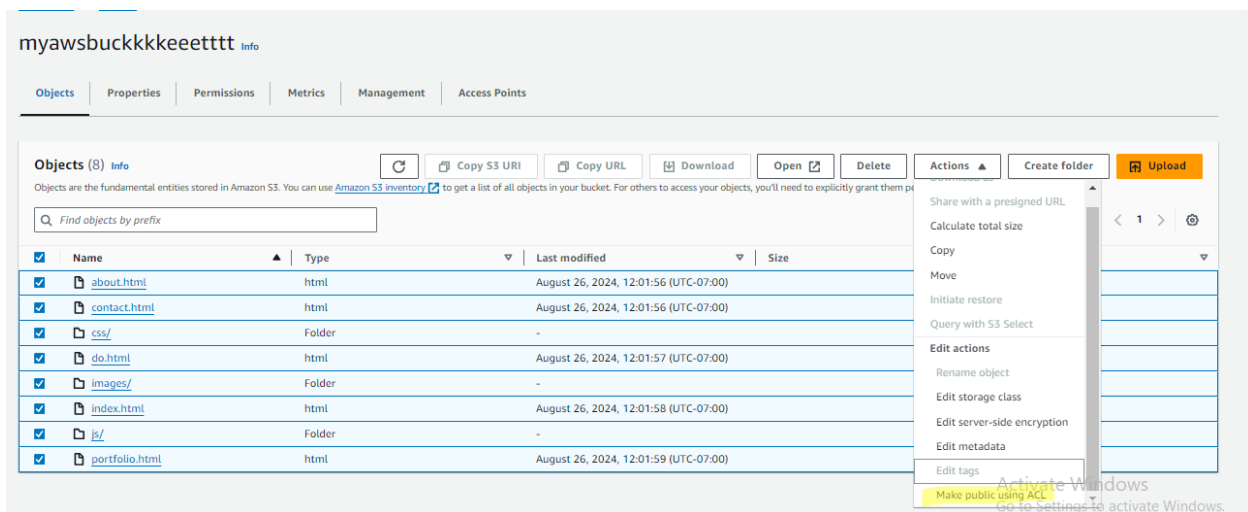 myawsbuckkkkeeetttt Info
Objects Properties Permissions Metrics Management Access Points
Objects (8) Info
Copy S3 URI Copy URL Download Open Delete Actions Create folder Upload
Objects are the fundamental entities stored in Amazon S3. You can use Amazon S3 inventory to get a list of all objects in your bucket. For others to access your objects, you'll need to explicitly grant them
Find objects by prefix
1
Name Type Last modified Size
about.html html August 26, 2024, 12:01:56 (UTC-07:00)
contact.html html August 26, 2024, 12:01:56 (UTC-07:00)
css/ Folder -
do.html html August 26, 2024, 12:01:57 (UTC-07:00)
images/ Folder -
index.html html August 26, 2024, 12:01:58 (UTC-07:00)
js/ Folder -
portfolio.html html August 26, 2024, 12:01:59 (UTC-07:00)
Download as
Share with a presigned URL
Calculate total size
Copy
Move
Initiate restore
Query with S3 Select
Edit actions
Rename object
Edit storage class
Edit server-side encryption
Edit metadata
Edit tags
Make public using ACL
Activate Windows
Go to Settings to activate Windows.